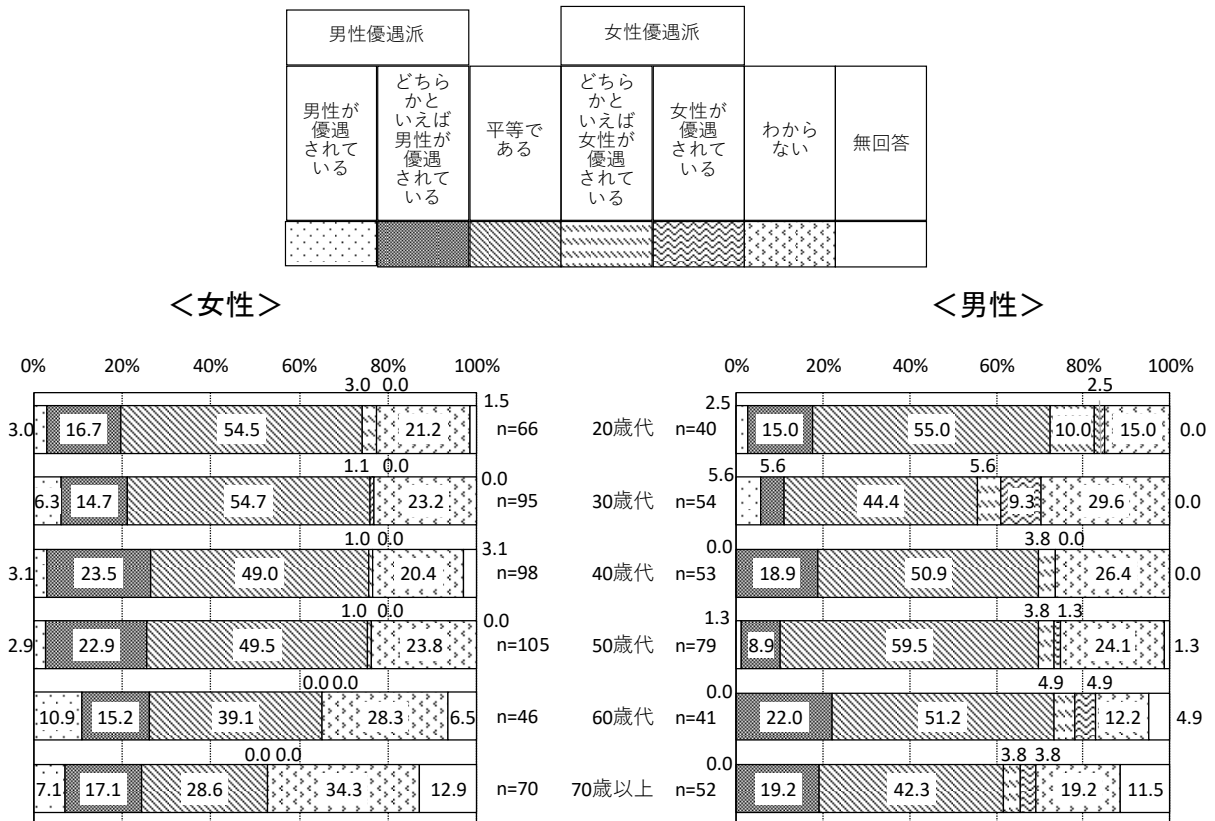 男性優遇派
女性優遇派
男性が
優遇
されて
いる
どちら
かと
いえば
男性が
優遇
されて
いる
平等で
ある
どちら
かと
いえば
女性が
優遇
されて
いる
女性が
優遇
されて
いる
わから
ない
無回答
＜女性＞
0% 20% 40% 60% 80% 100%
3.0 0.0
1.5
3.0 16.7 54.5 21.2 n=66
1.1 0.0
0.0
6.3 14.7 54.7 23.2 n=95
1.0 0.0
3.1
3.1 23.5 49.0 20.4 n=98
1.0 0.0
0.0
2.9 22.9 49.5 23.8 n=105
0.0 0.0
10.9 15.2 39.1 28.3 6.5 n=46
0.0 0.0
7.1 17.1 28.6 34.3 12.9 n=70
20歳代
30歳代
40歳代
50歳代
60歳代
70歳以上
＜男性＞
0% 20% 40% 60% 80% 100%
2.5
2.5
n=40 15.0 55.0 10.0 15.0 0.0
5.6 5.6 5.6
n=54 44.4 9.3 29.6 0.0
0.0 3.8 0.0
n=53 18.9 50.9 26.4 0.0
1.3 3.8 1.3
n=79 8.9 59.5 24.1 1.3
0.0 4.9 4.9
n=41 22.0 51.2 12.2 4.9
0.0 3.8 3.8
n=52 19.2 42.3 19.2 11.5